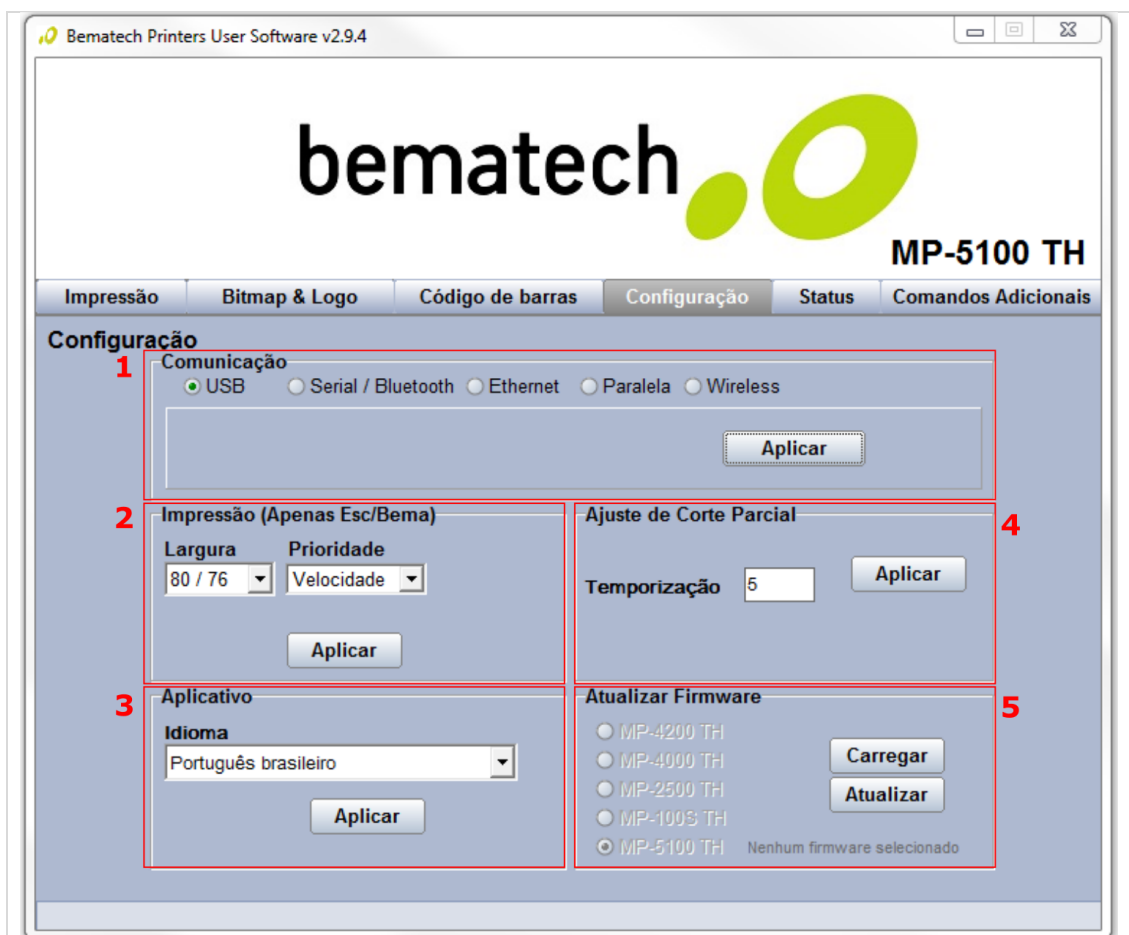 Bematech Printers User Software v2.9.4
bematech
MP-5100 TH
Impressão Bitmap & Logo Código de barras Configuração Status Comandos Adicionais
Configuração
1
Comunicação
USB Serial / Bluetooth Ethernet Paralela Wireless
Aplicar
2
Impressão (Apenas Esc/Bema)
Largura Prioridade
80 / 76 Velocidade
Aplicar
Ajuste de Corte Parcial
4
Temporização 5 Aplicar
3
Aplicativo
Idioma
Português brasileiro
Aplicar
Atualizar Firmware
5
MP-4200 TH
MP-4000 TH
MP-2500 TH
MP-100S TH
MP-5100 TH Nenhum firmware selecionado
Carregar
Atualizar